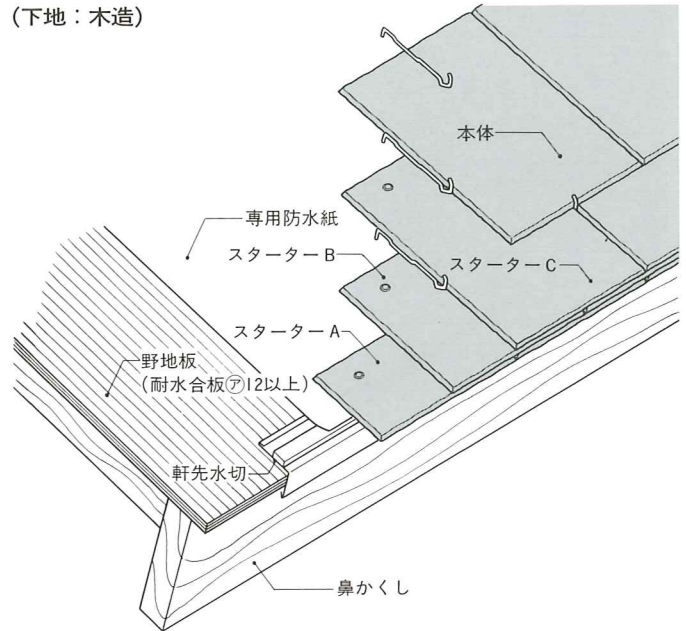 (下地：木造)
本体
専用防水紙
スターターB
スターターC
スターターA
野地板
(耐水合板㋐12以上)
軒先水切
鼻かくし